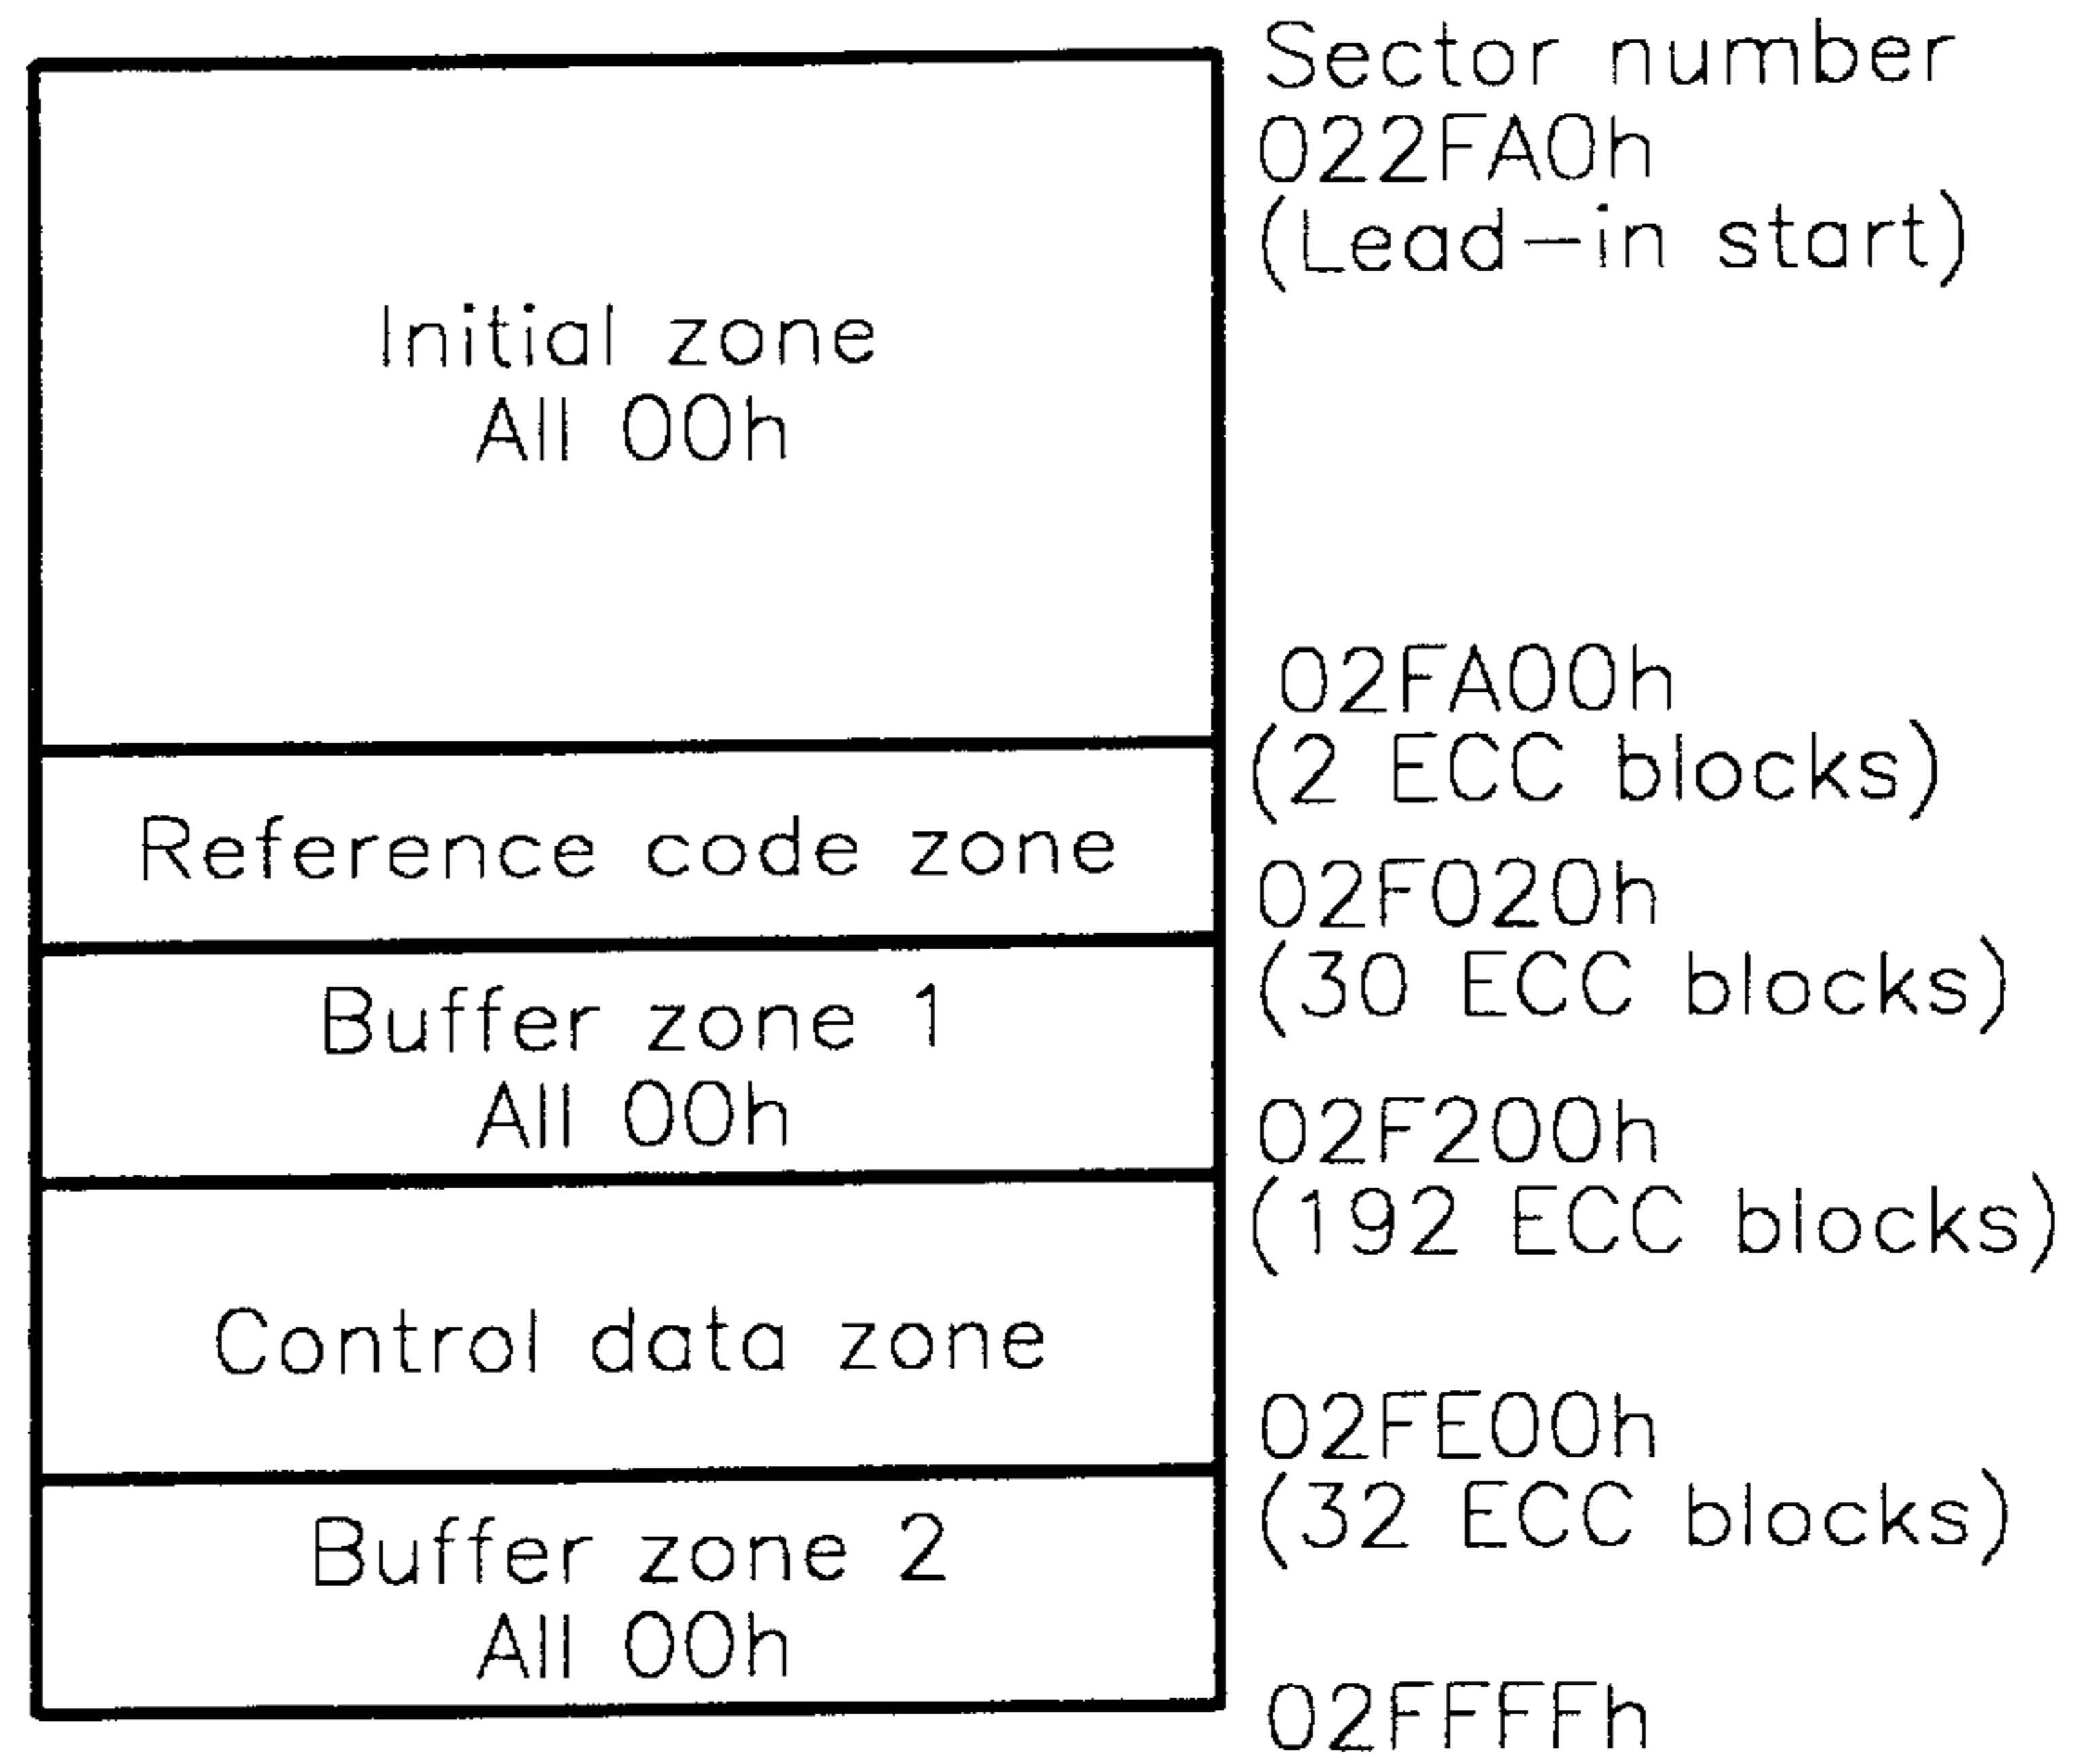 Sector number
022FA0h
(Lead-in start)
Initial zone
All 00h
02FA00h
(2 ECC blocks)
Reference code zone
02F020h
(30 ECC blocks)
Buffer zone 1
All 00h
02F200h
(192 ECC blocks)
Control data zone
02FE00h
(32 ECC blocks)
Buffer zone 2
All 00h
02FFFFh